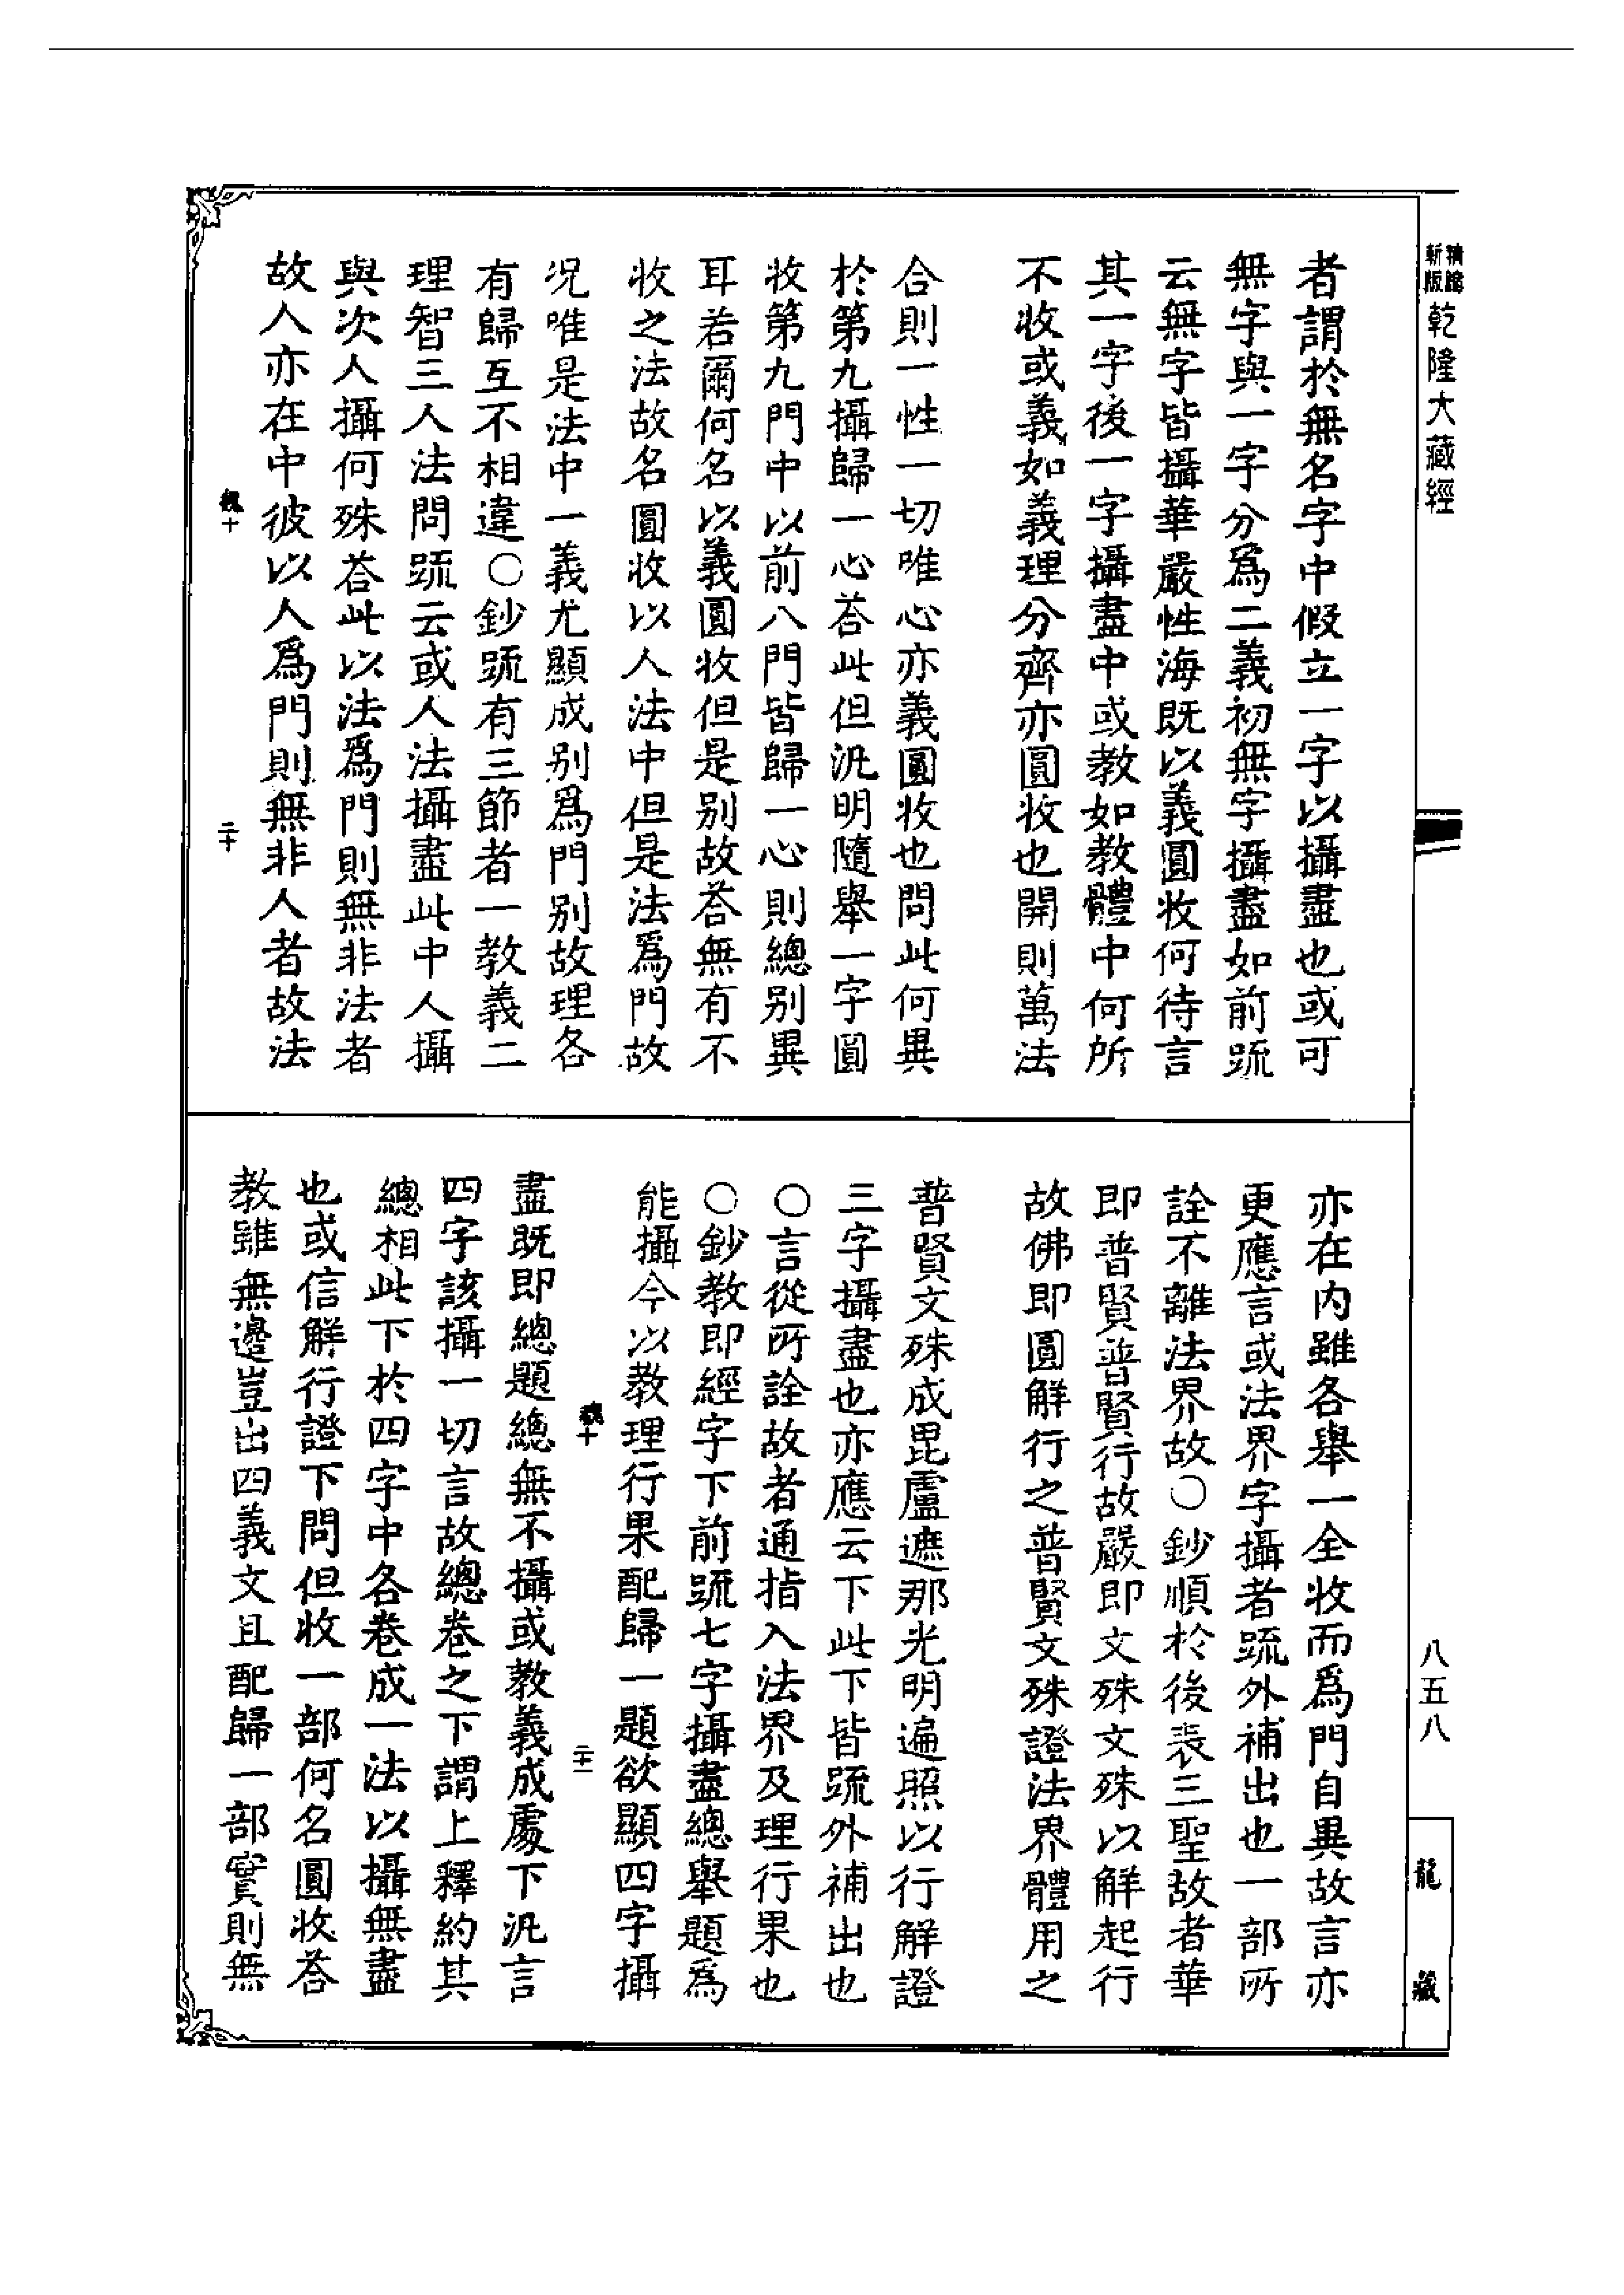 精縮
新版
乾隆大藏經
者謂於無名字中假立一字以攝盡也或可
無字與一字分爲二義初無字攝盡如前䟽
云無字皆攝華嚴性海既以義圓收何待言
其一字後一字攝盡中或教如教體中何所
不收或義如義理分齊亦圓收也開則萬法
合則一性一切唯心亦義圓收也問此何異
於第九攝歸一心荅此但汎明隨舉一字圓
收第九門中以前八門皆歸一心則總别異
耳若爾何名以義圓收但是别故荅無有不
收之法故名圓收以人法中但是法爲門故
况唯是法中一義尤顯成别爲門别故理各
有歸互不相違○鈔䟽有三節者一教義二
理智三人法問䟽云或人法攝盡此中人攝
與次人攝何殊荅此以法爲門則無非法者
故人亦在中彼以人爲門則無非人者故法
魏十
二十
亦在内雖各舉一全收而爲門自異故言亦
更應言或法界字攝者䟽外補出也一部所
詮不離法界故○鈔順於後表三聖故者華
即普賢普賢行故嚴即文殊文殊以解起行
故佛即圓解行之普賢文殊證法界體用之
普賢文殊成毘盧遮那光明遍照以行解證
三字攝盡也亦應云下此下皆䟽外補出也
○言從所詮故者通指入法界及理行果也
○鈔教即經字下前䟽七字攝盡總舉題爲
能攝今以教理行果配歸一題欲顯四字攝
魏十
二十一
盡既即總題總無不攝或教義成處下汎言
四字該攝一切言故總卷之下謂上釋約其
總相此下於四字中各卷成一法以攝無盡
也或信解行證下問但收一部何名圓收荅
教雖無邊豈出四義文且配歸一部實則無
八五八
龍藏